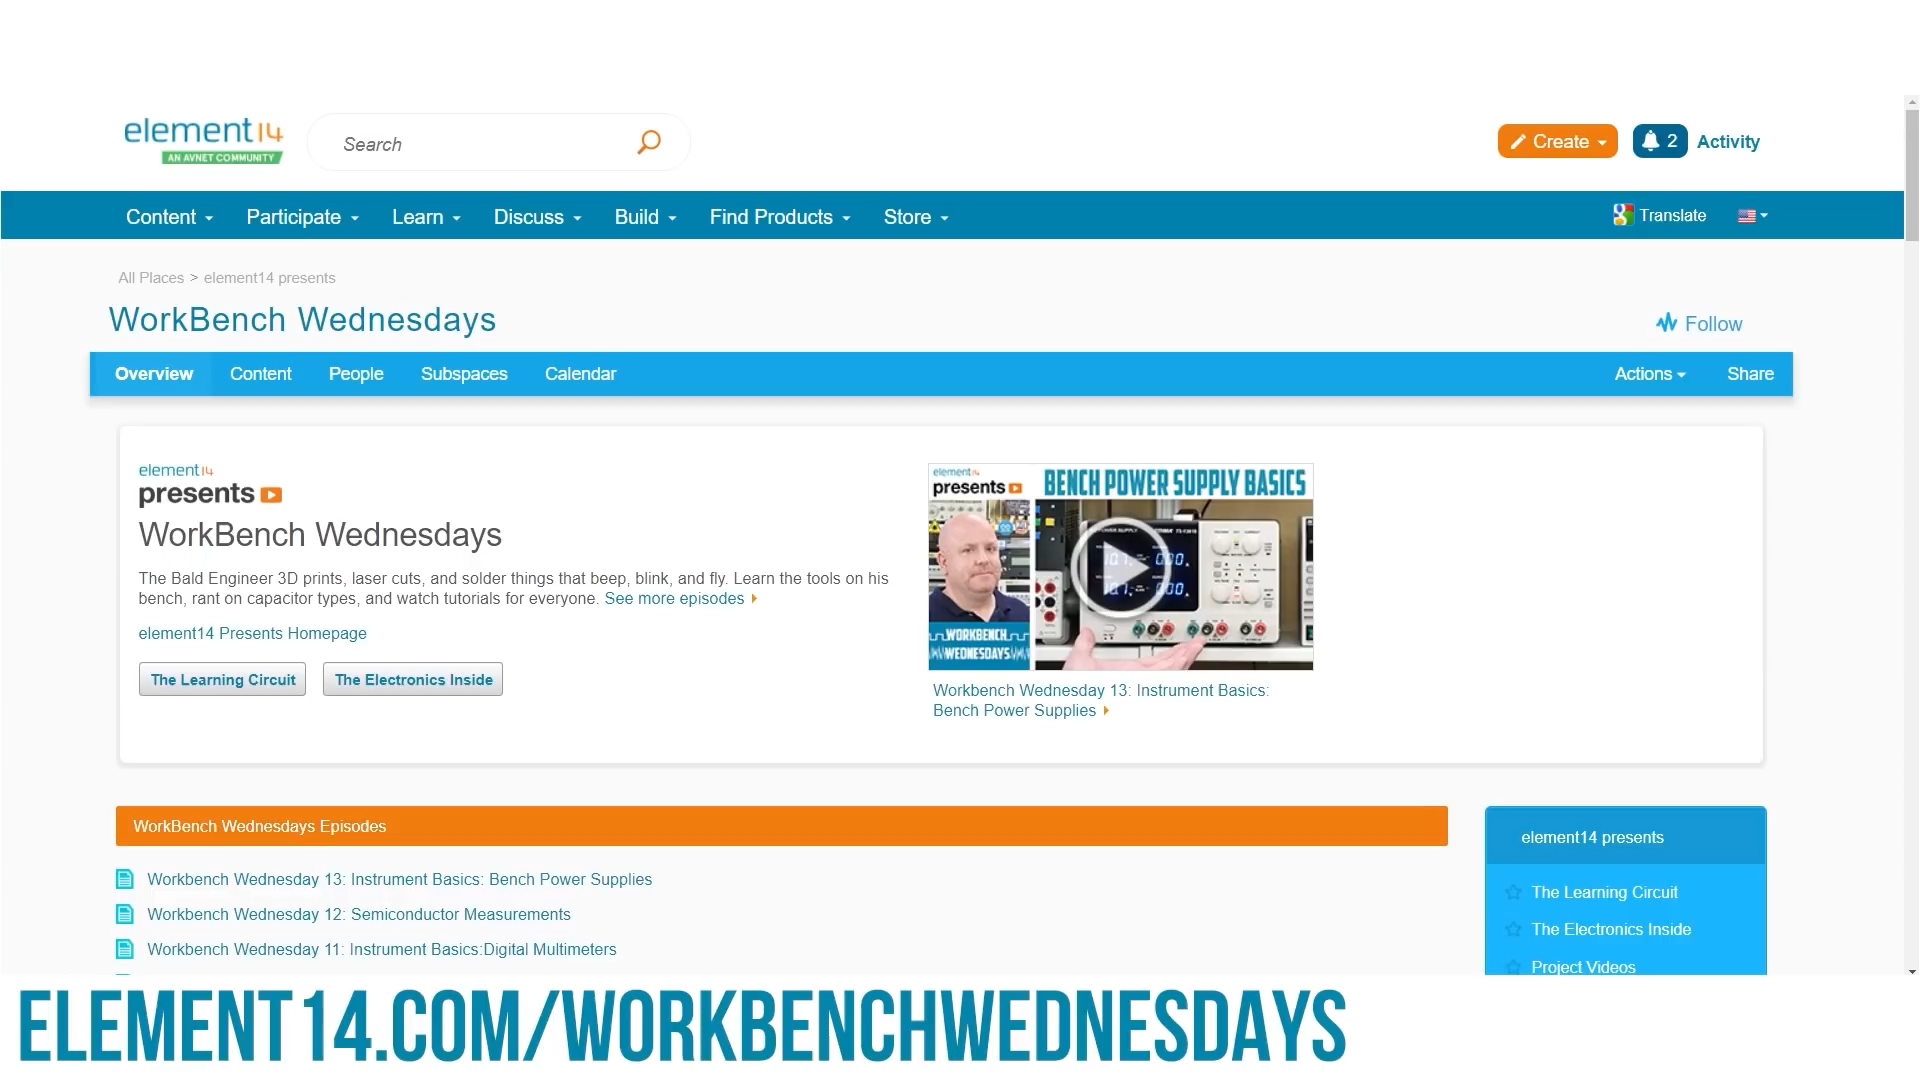 element14
AN AVNET COMMUNITY
Search
Create
2
Activity
Content
Participate
Learn
Discuss
Build
Find Products
Store
Translate
All Places > element14 presents
WorkBench Wednesdays
Follow
Overview
Content
People
Subspaces
Calendar
Actions
Share
element14
presents
WorkBench Wednesdays
The Bald Engineer 3D prints, laser cuts, and solder things that beep, blink, and fly. Learn the tools on his
bench, rant on capacitor types, and watch tutorials for everyone. See more episodes
element14 Presents Homepage
The Learning Circuit
The Electronics Inside
element14
presents
BENCH POWER SUPPLY BASICS
WORKBENCH
WEDNESDAYS
Workbench Wednesday 13: Instrument Basics:
Bench Power Supplies
WorkBench Wednesdays Episodes
Workbench Wednesday 13: Instrument Basics: Bench Power Supplies
Workbench Wednesday 12: Semiconductor Measurements
Workbench Wednesday 11: Instrument Basics:Digital Multimeters
element14 presents
The Learning Circuit
The Electronics Inside
Project Videos
ELEMENT14.COM/WORKBENCHWEDNESDAYS